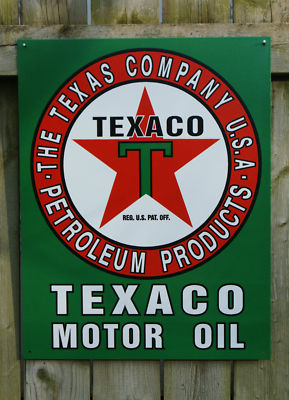 · THE TEXAS COMPANY U.S.A ·
TEXACO
T
REG. U.S. PAT. OFF.
PETROLEUM PRODUCTS
TEXACO
MOTOR OIL